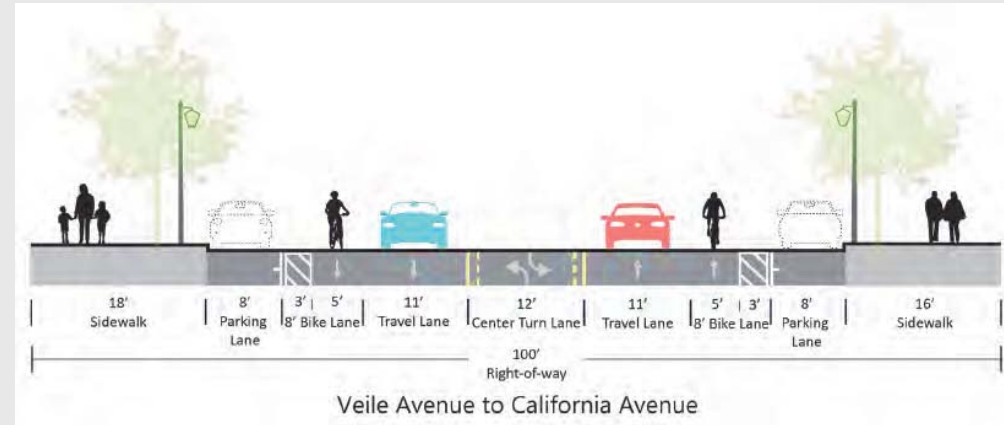 18' 8' 3' 5' 11' 12' 11' 5' 3' 8' 16'
Sidewalk Parking 8' Bike Lane Travel Lane Center Turn Lane Travel Lane 8' Bike Lane Parking Sidewalk
Lane Lane
100'
Right-of-way
Veile Avenue to California Avenue